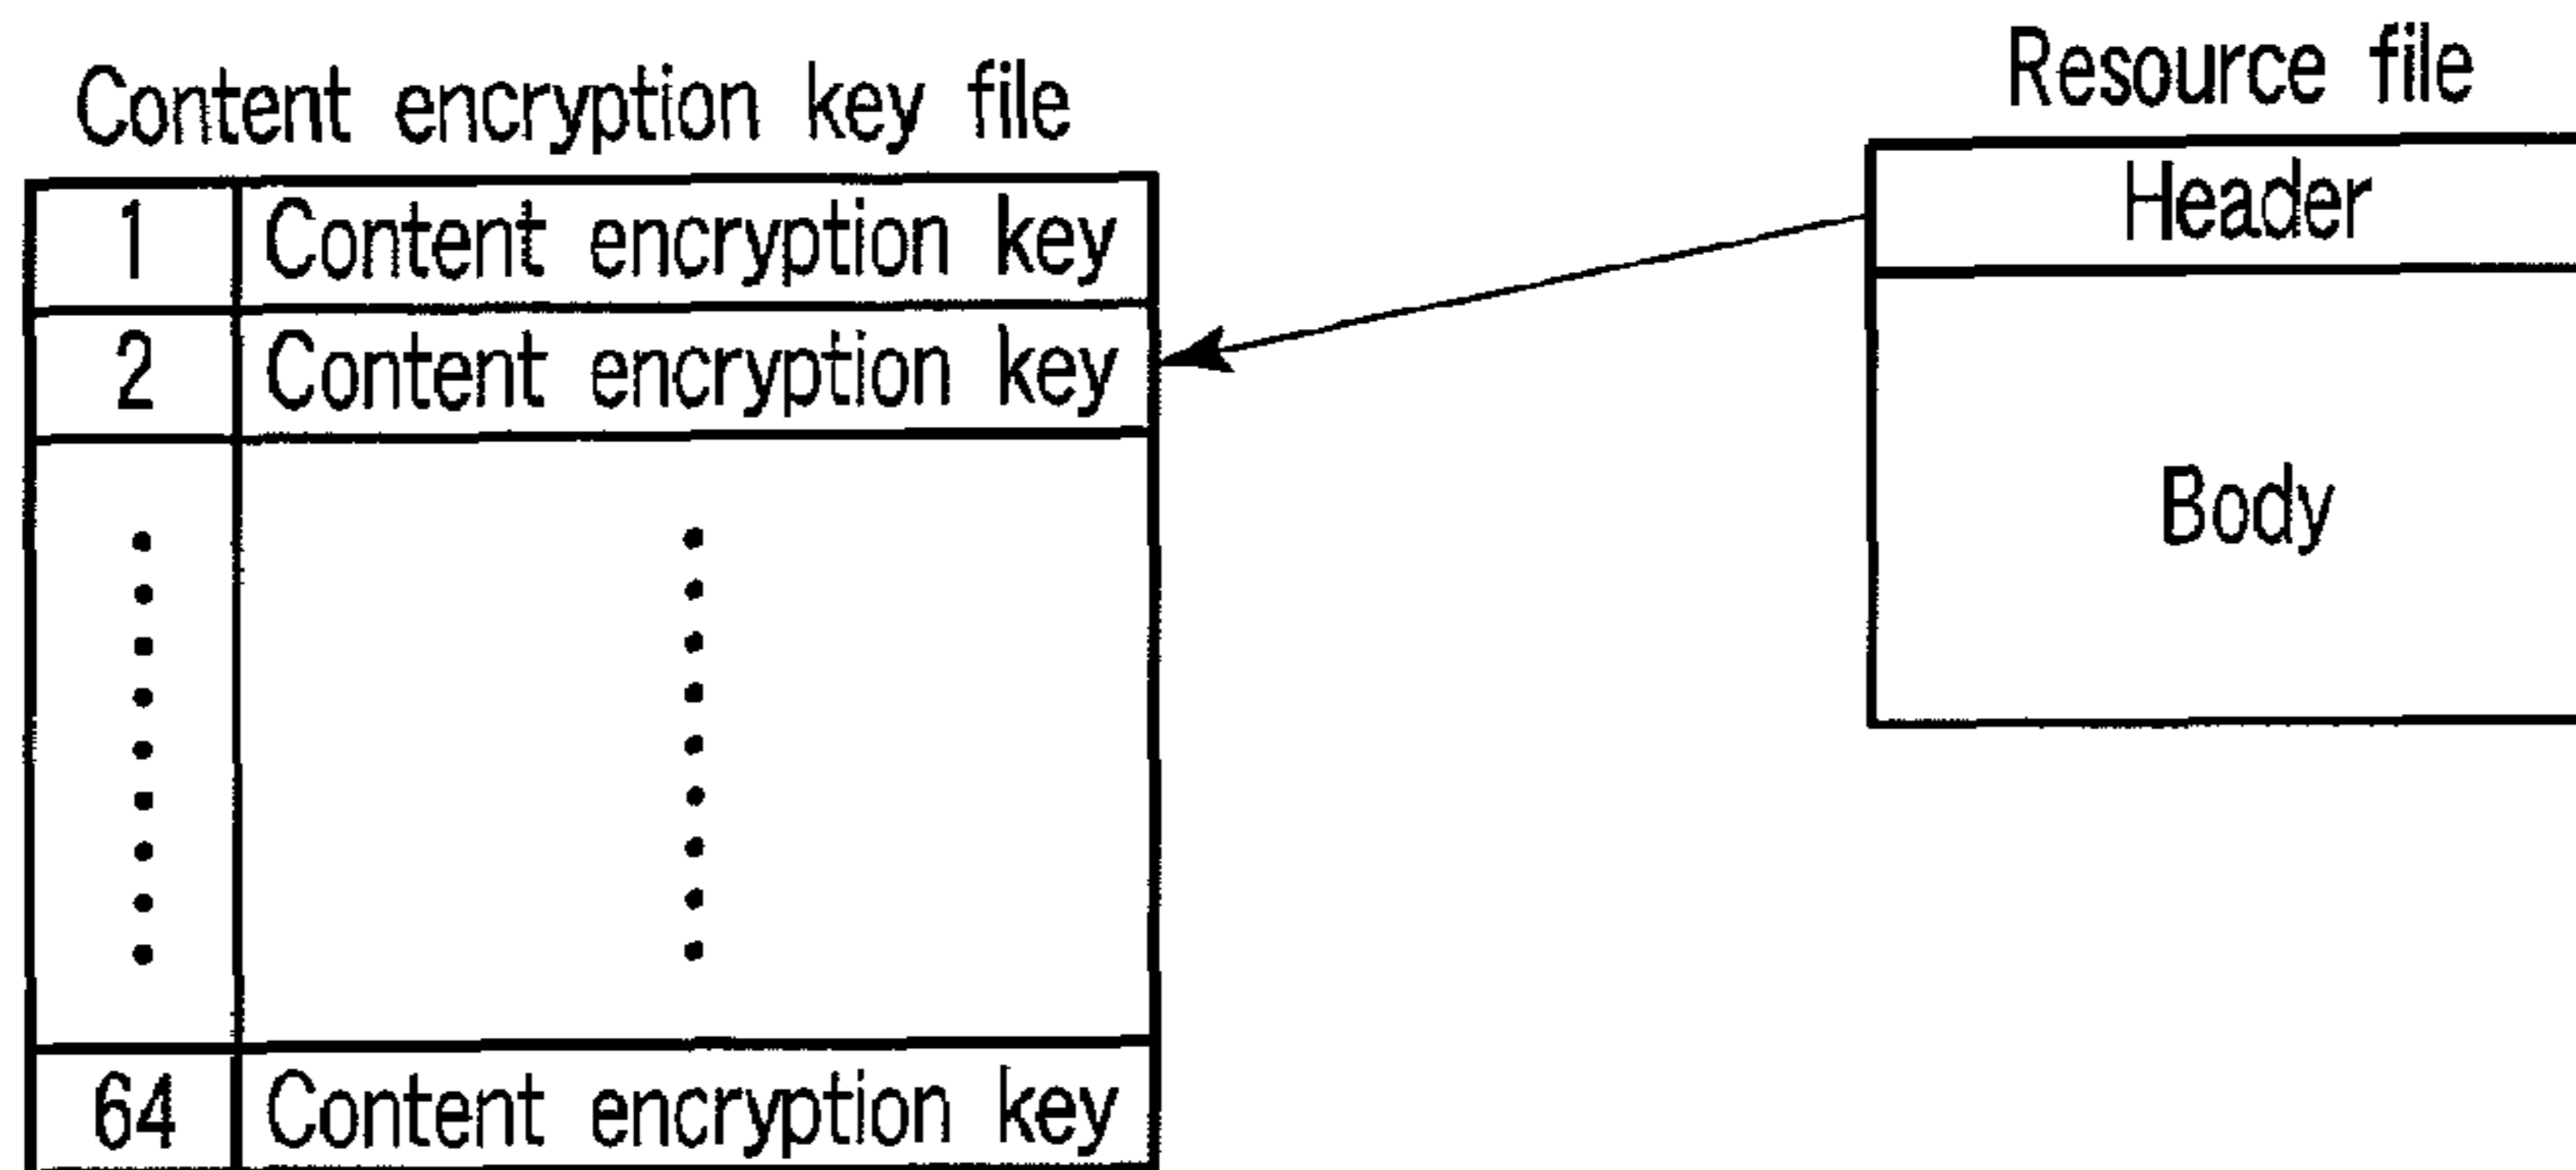 Content encryption key file
1 Content encryption key
2 Content encryption key
64 Content encryption key
Resource file
Header
Body